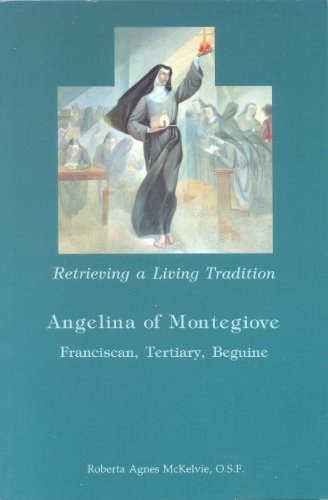 Retrieving a Living Tradition
Angelina of Montegiove
Franciscan, Tertiary, Beguine
Roberta Agnes McKelvie, O.S.F.